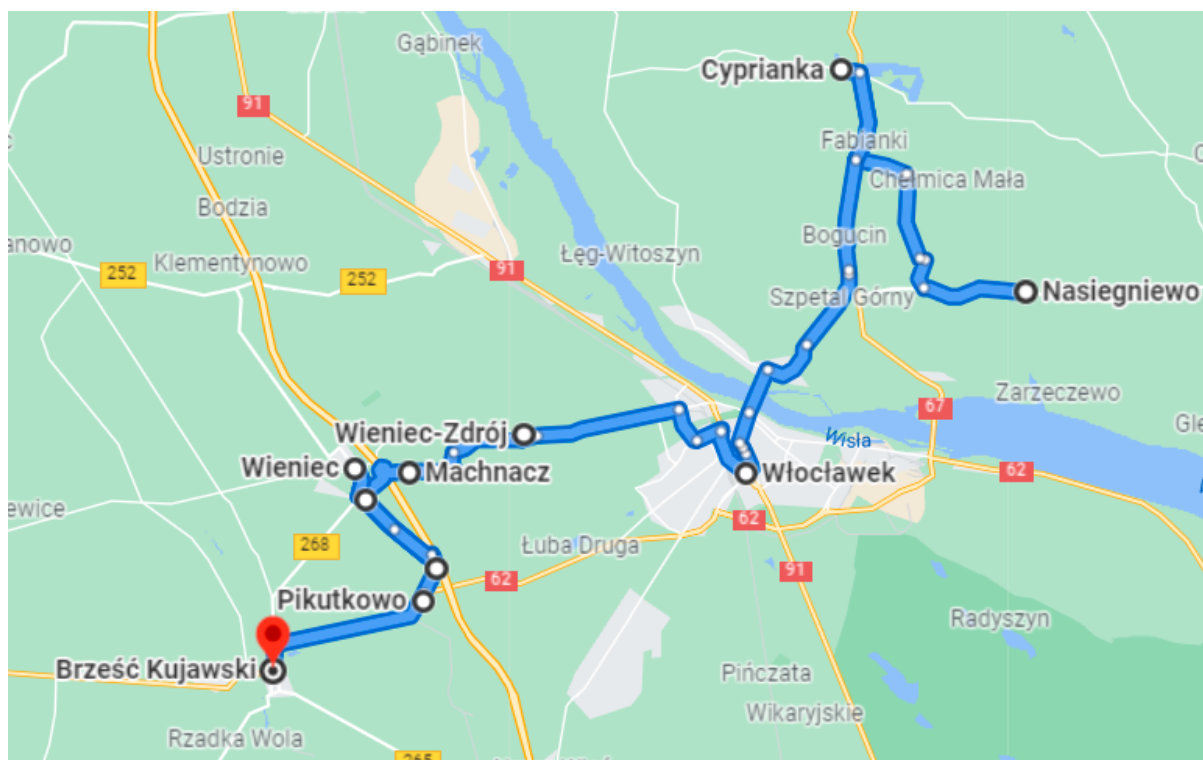 Gąbinek
Cyprianka
91
Fabianki
Ustronie
Chełmica Mała
Bodzia
Bogucin
Łęg-Witoszyn
Klementynowo
252
252
91
Szpetal Górny
Nasiegniewo
Zarzeczewo
67
Wieniec-Zdrój
Wisła
Wieniec
Machnacz
Włocławek
62
62
268
Łuba Druga
62
91
Pikutkowo
Radyszyn
Brześć Kujawski
Pińczata
Wikaryjskie
Rzadka Wola
265